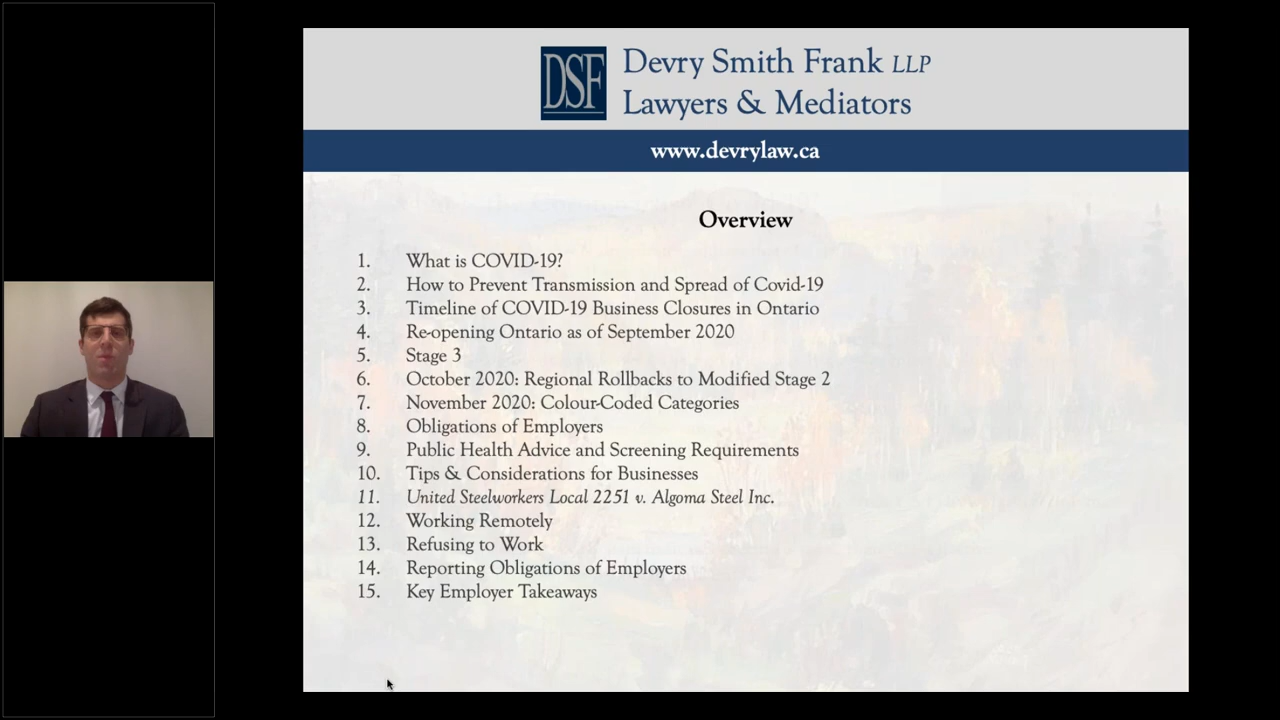 DSF
Devry Smith Frank LLP
Lawyers & Mediators
www.devrylaw.ca
Overview
1. What is COVID-19?
2. How to Prevent Transmission and Spread of Covid-19
3. Timeline of COVID-19 Business Closures in Ontario
4. Re-opening Ontario as of September 2020
5. Stage 3
6. October 2020: Regional Rollbacks to Modified Stage 2
7. November 2020: Colour-Coded Categories
8. Obligations of Employers
9. Public Health Advice and Screening Requirements
10. Tips & Considerations for Businesses
11. United Steelworkers Local 2251 v. Algoma Steel Inc.
12. Working Remotely
13. Refusing to Work
14. Reporting Obligations of Employers
15. Key Employer Takeaways